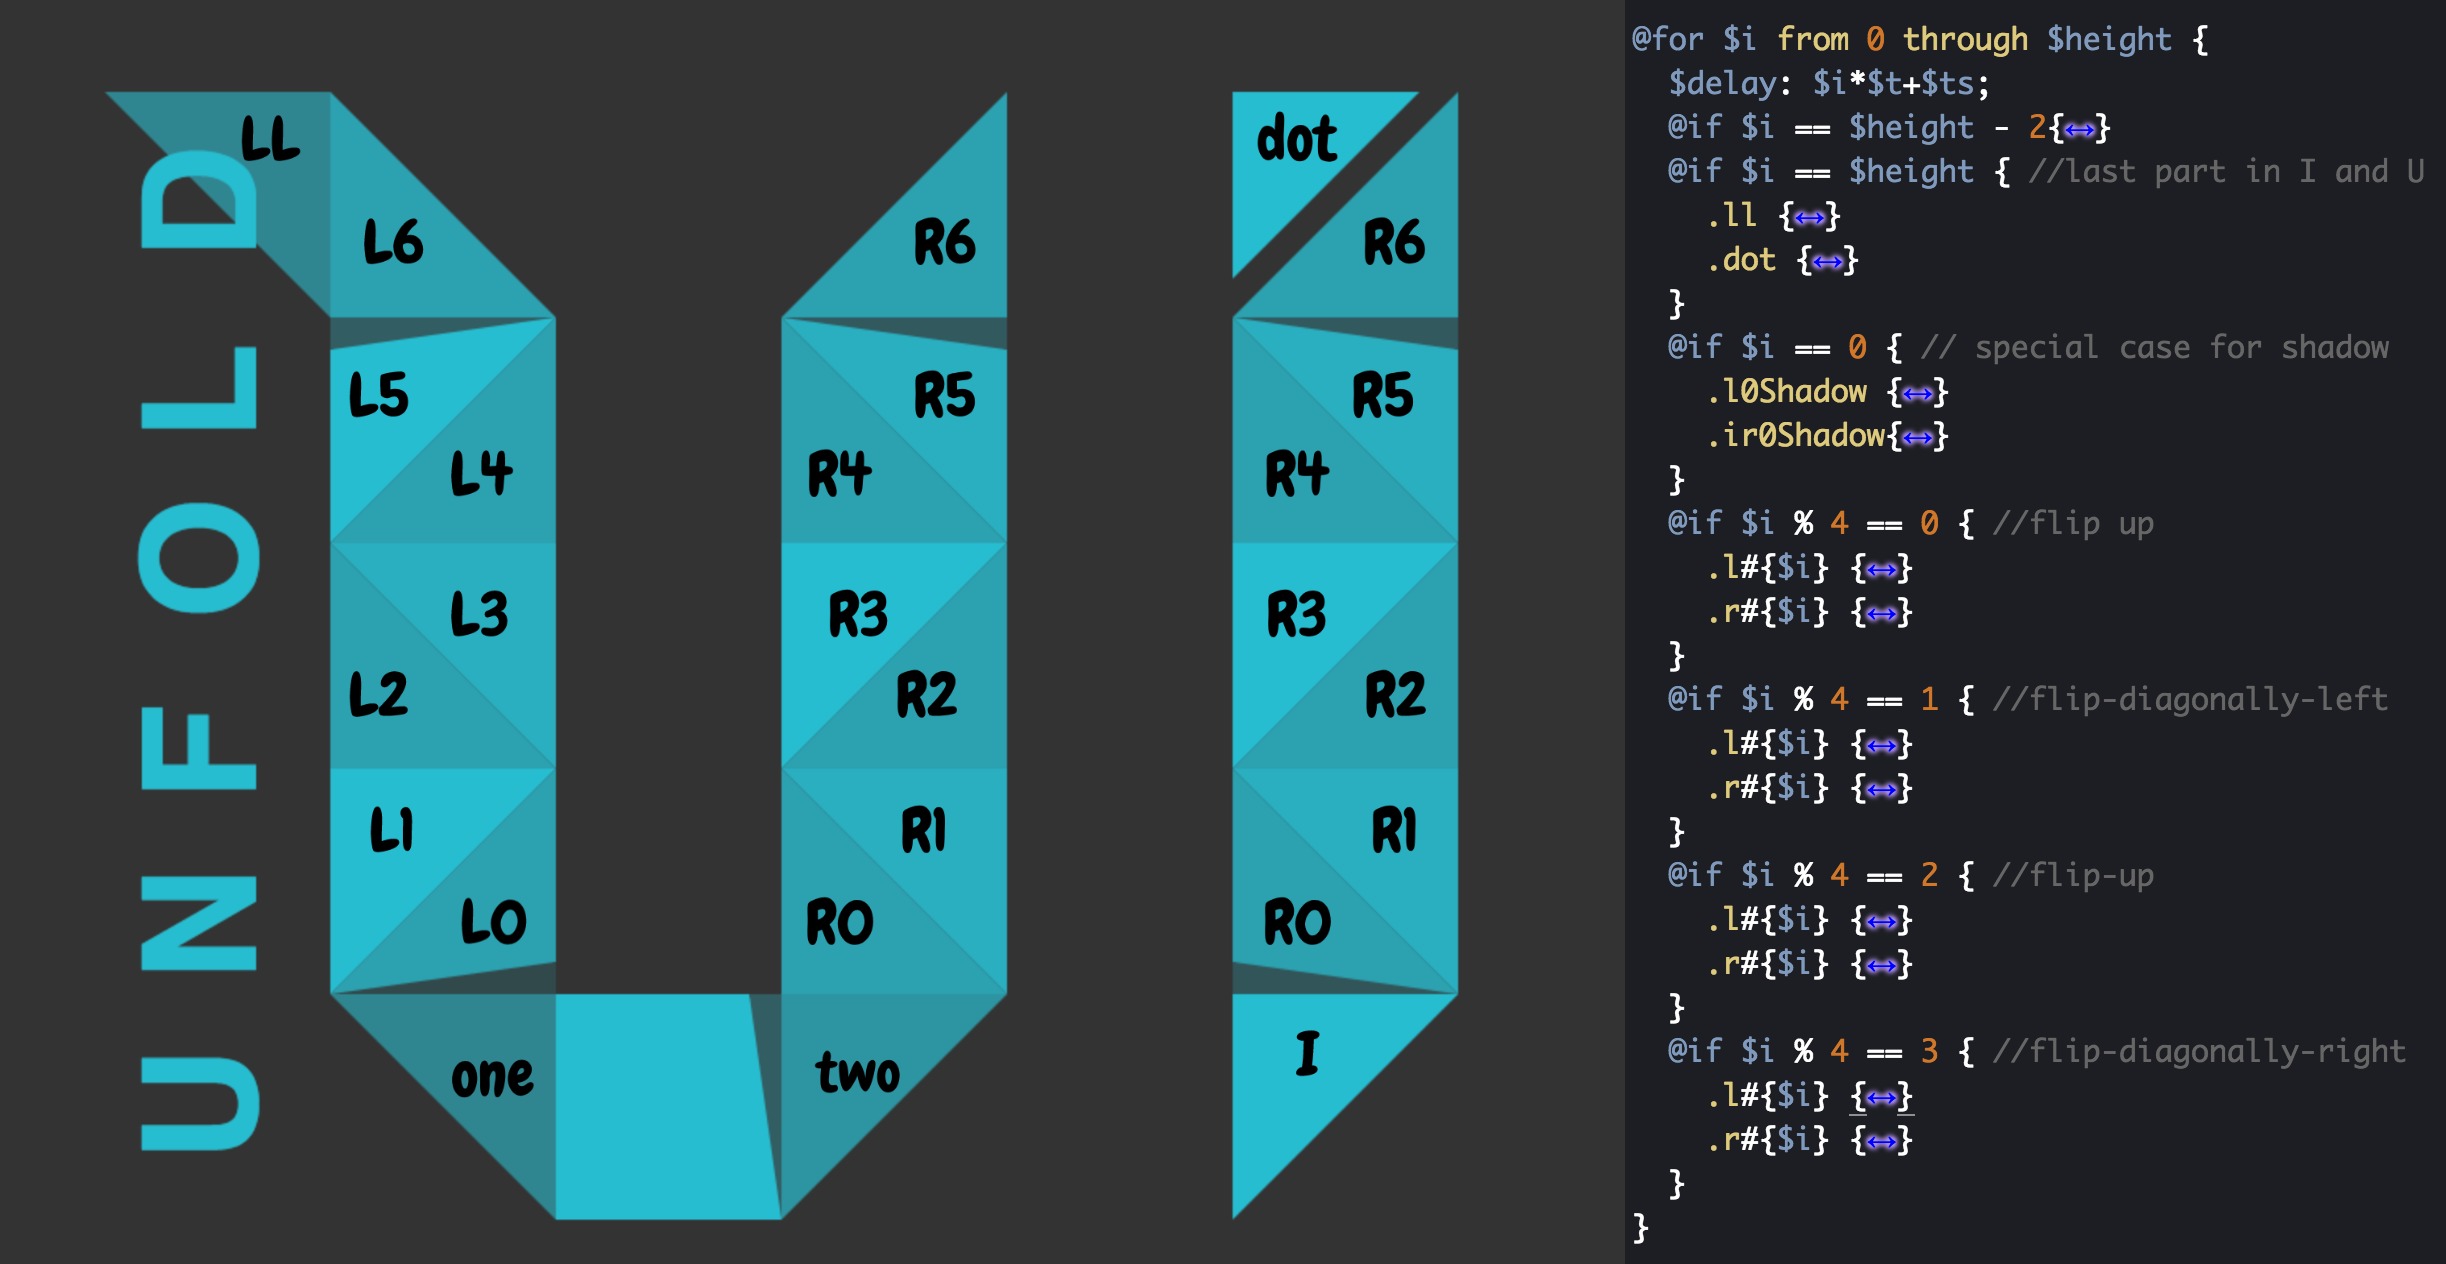 UNFOLD
LL
L6
L5
L4
L3
L2
L1
L0
one
two
R6
R5
R4
R3
R2
R1
R0
dot
R6
R5
R4
R3
R2
R1
R0
I
@for $i from 0 through $height {
$delay: $i*$t+$ts;
@if $i == $height - 2{↔}
@if $i == $height { //last part in I and U
.ll {↔}
.dot {↔}
}
@if $i == 0 { // special case for shadow
.l0Shadow {↔}
.ir0Shadow{↔}
}
@if $i % 4 == 0 { //flip up
.l#{$i} {↔}
.r#{$i} {↔}
}
@if $i % 4 == 1 { //flip-diagonally-left
.l#{$i} {↔}
.r#{$i} {↔}
}
@if $i % 4 == 2 { //flip-up
.l#{$i} {↔}
.r#{$i} {↔}
}
@if $i % 4 == 3 { //flip-diagonally-right
.l#{$i} {↔}
.r#{$i} {↔}
}
}